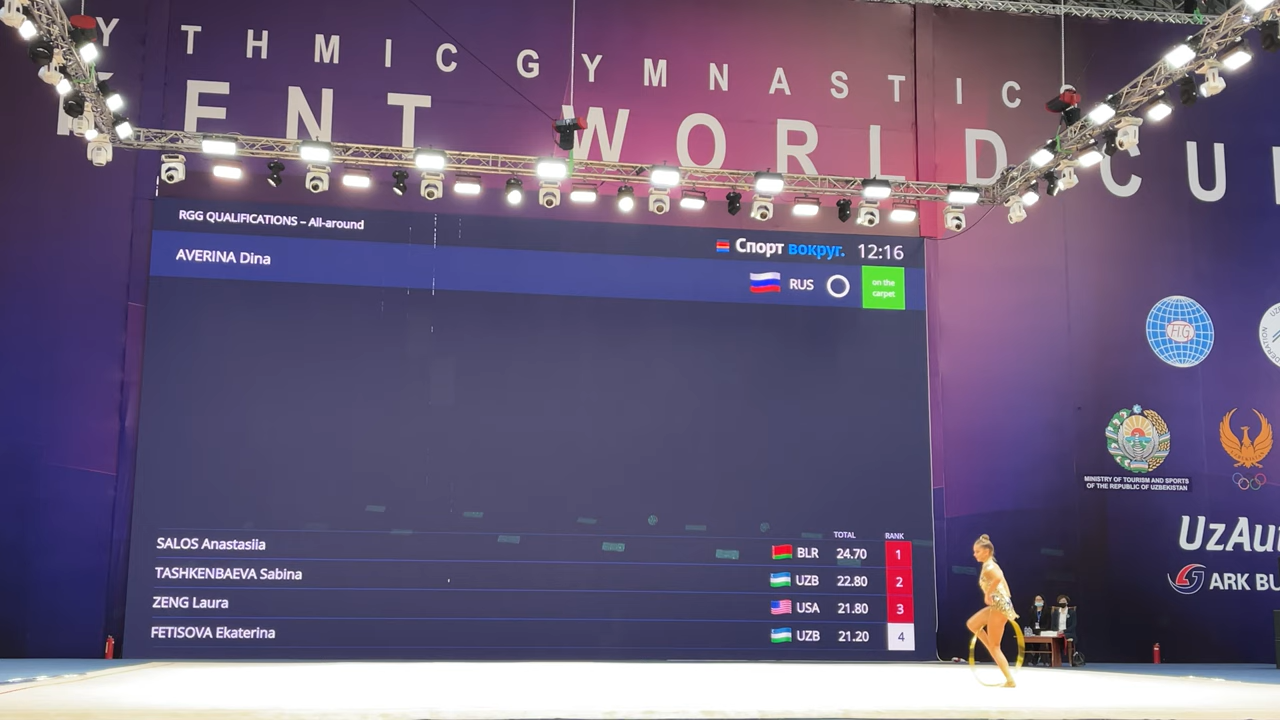 YTHMIC GYMNASTIC
KENT WORLD CU
RGG QUALIFICATIONS – All-around
Спорт вокруг. 12:16
AVERINA Dina RUS on the carpet
TOTAL RANK
SALOS Anastasiia BLR 24.70 1
TASHKENBAEVA Sabina UZB 22.80 2
ZENG Laura USA 21.80 3
FETISOVA Ekaterina UZB 21.20 4
FIG
MINISTRY OF TOURISM AND SPORTS
OF THE REPUBLIC OF UZBEKISTAN
UzAu
ARK BU